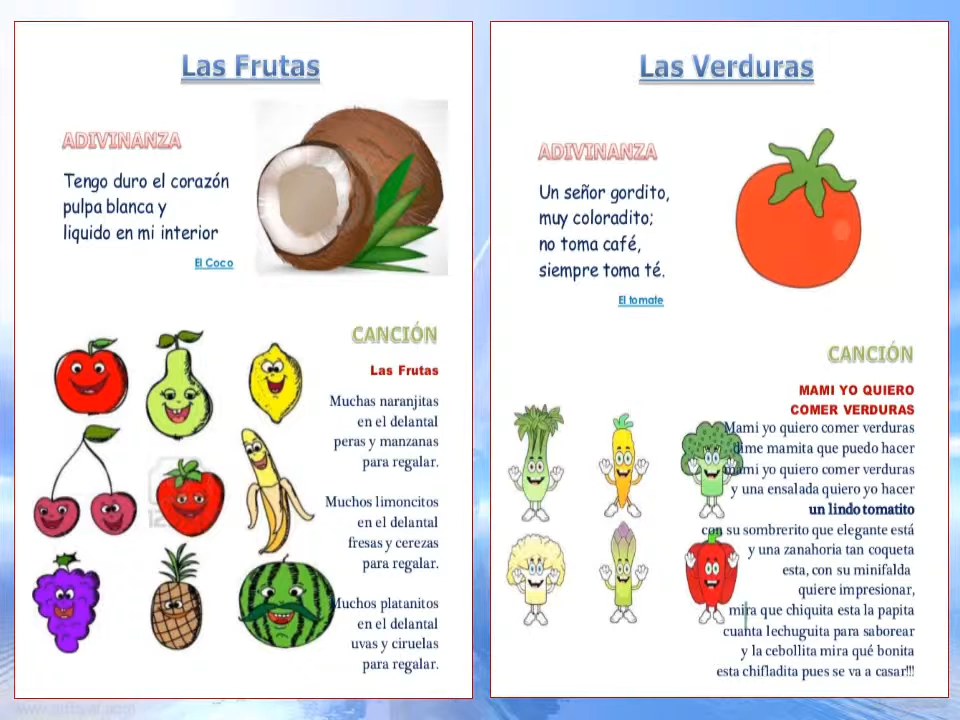 Las Frutas
ADIVINANZA
Tengo duro el corazón
pulpa blanca y
liquido en mi interior
El Coco
CANCIÓN
Las Frutas
Muchas naranjitas
en el delantal
peras y manzanas
para regalar.
Muchos limoncitos
en el delantal
fresas y cerezas
para regalar.
Muchos platanitos
en el delantal
uvas y ciruelas
para regalar.
Las Verduras
ADIVINANZA
Un señor gordito,
muy coloradito;
no toma café,
siempre toma té.
El tomate
CANCIÓN
MAMI YO QUIERO
COMER VERDURAS
Mami yo quiero comer verduras
dime mamita que puedo hacer
mami yo quiero comer verduras
y una ensalada quiero yo hacer
un lindo tomatito
con su sombrerito que elegante está
y una zanahoria tan coqueta
esta, con su minifalda
quiere impresionar,
mira que chiquita esta la papita
cuanta lechuguita para saborear
y la cebollita mira qué bonita
esta chifladita pues se va a casar!!!